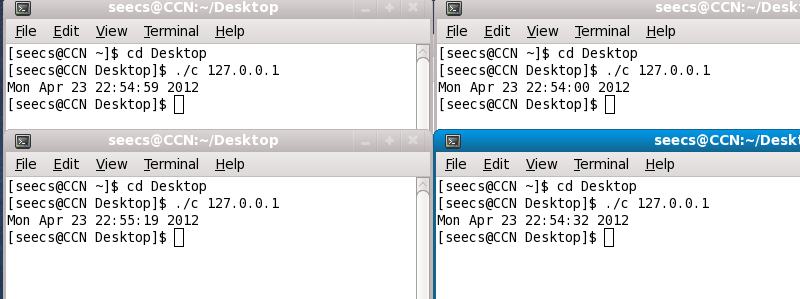 seecs@CCN:~/Desktop
File Edit View Terminal Help
[seecs@CCN ~]$ cd Desktop
[seecs@CCN Desktop]$ ./c 127.0.0.1
Mon Apr 23 22:54:59 2012
[seecs@CCN Desktop]$
seecs@CCN:~/Deskt
File Edit View Terminal Help
[seecs@CCN ~]$ cd Desktop
[seecs@CCN Desktop]$ ./c 127.0.0.1
Mon Apr 23 22:54:00 2012
[seecs@CCN Desktop]$
seecs@CCN:~/Desktop
File Edit View Terminal Help
[seecs@CCN ~]$ cd Desktop
[seecs@CCN Desktop]$ ./c 127.0.0.1
Mon Apr 23 22:55:19 2012
[seecs@CCN Desktop]$
seecs@CCN:~/Deskt
File Edit View Terminal Help
[seecs@CCN ~]$ cd Desktop
[seecs@CCN Desktop]$ ./c 127.0.0.1
Mon Apr 23 22:54:32 2012
[seecs@CCN Desktop]$